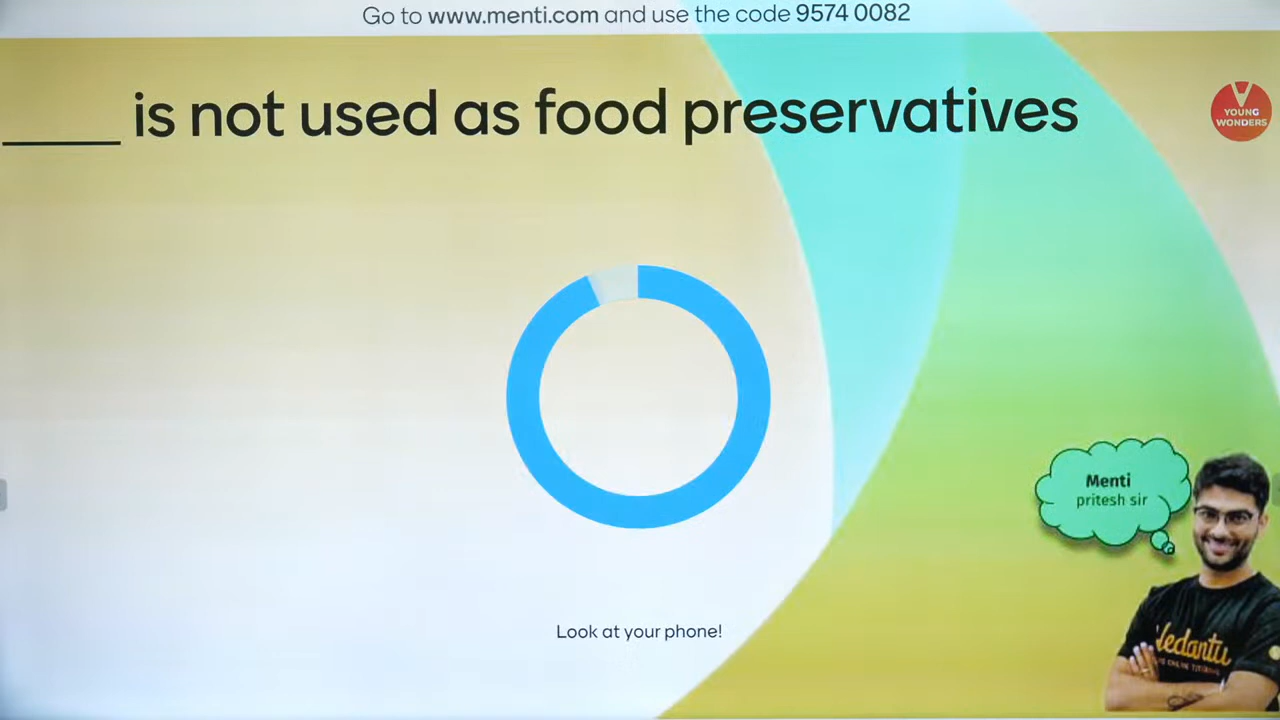 Go to www.menti.com and use the code 9574 0082
____ is not used as food preservatives
YOUNG
WONDERS
Menti
pritesh sir
Look at your phone!
Vedantu